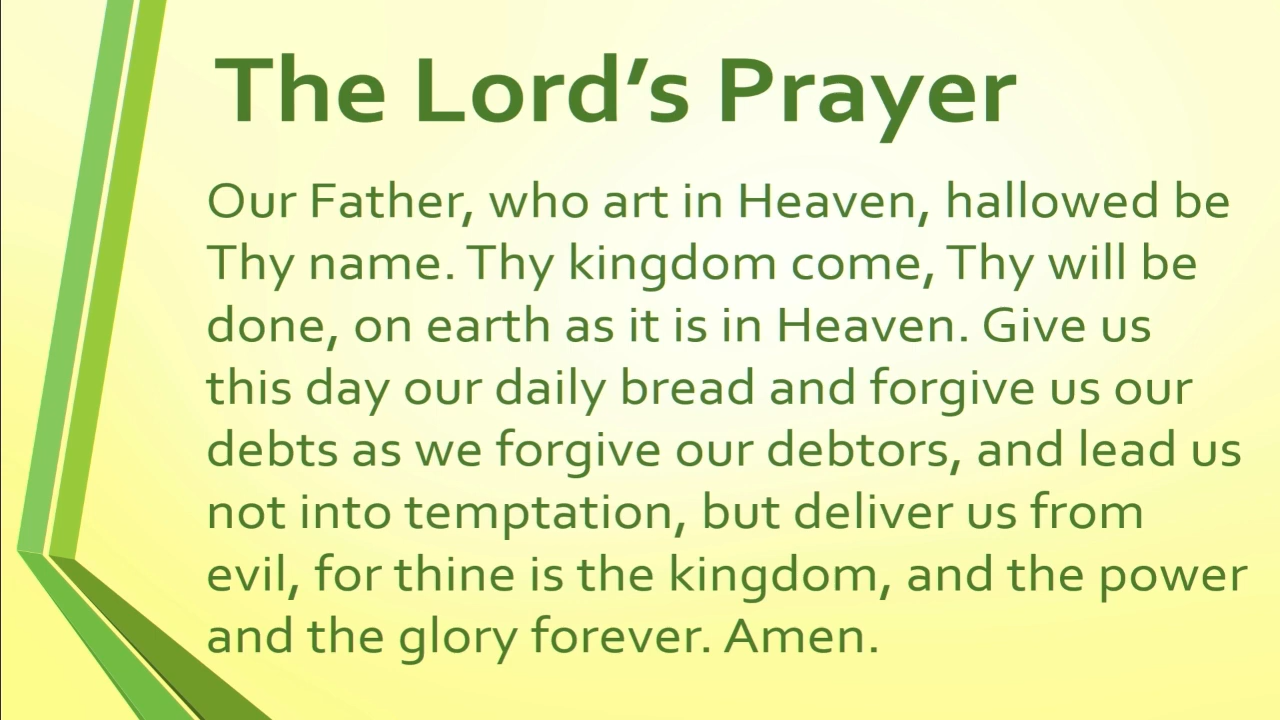 The Lord’s Prayer
Our Father, who art in Heaven, hallowed be
Thy name. Thy kingdom come, Thy will be
done, on earth as it is in Heaven. Give us
this day our daily bread and forgive us our
debts as we forgive our debtors, and lead us
not into temptation, but deliver us from
evil, for thine is the kingdom, and the power
and the glory forever. Amen.